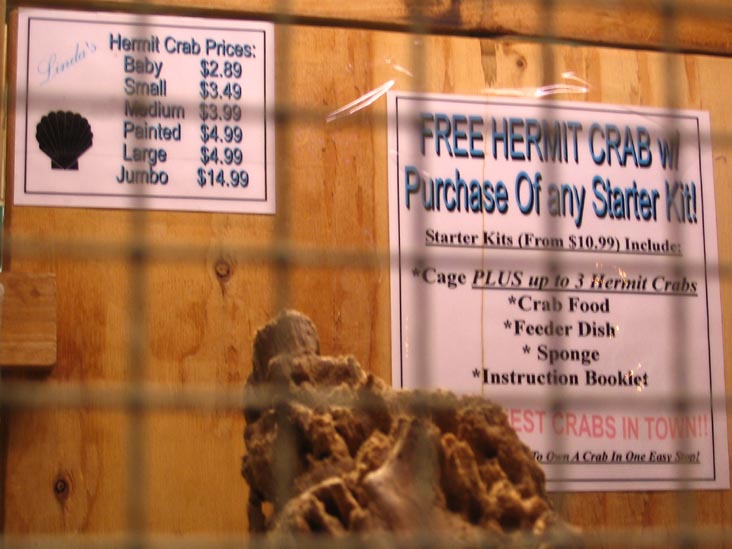 Linda's
Hermit Crab Prices:
Baby $2.89
Small $3.49
Medium $3.99
Painted $4.99
Large $4.99
Jumbo $14.99
FREE HERMIT CRAB w/
Purchase Of any Starter Kit!
Starter Kits (From $10.99) Include:
*Cage PLUS up to 3 Hermit Crabs
*Crab Food
*Feeder Dish
* Sponge
*Instruction Booklet
CRABS IN TOWN!!
To Own A Crab In One Easy Stop!